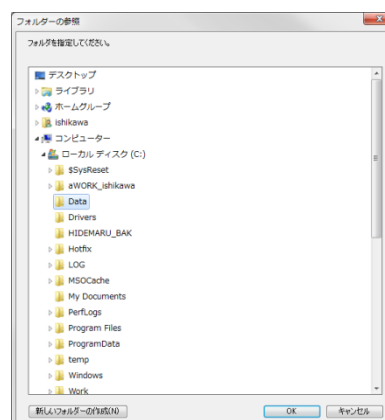 フォルダーの参照
フォルダを指定してください。
デスクトップ
ライブラリ
ホームグループ
ishikawa
コンピューター
ローカル ディスク (C:)
$SysReset
aWORK_ishikawa
Data
Drivers
HIDEMARU_BAK
Hotfix
LOG
MSOCache
My Documents
PerfLogs
Program Files
ProgramData
temp
Windows
Work
新しいフォルダーの作成(N)
OK
キャンセル